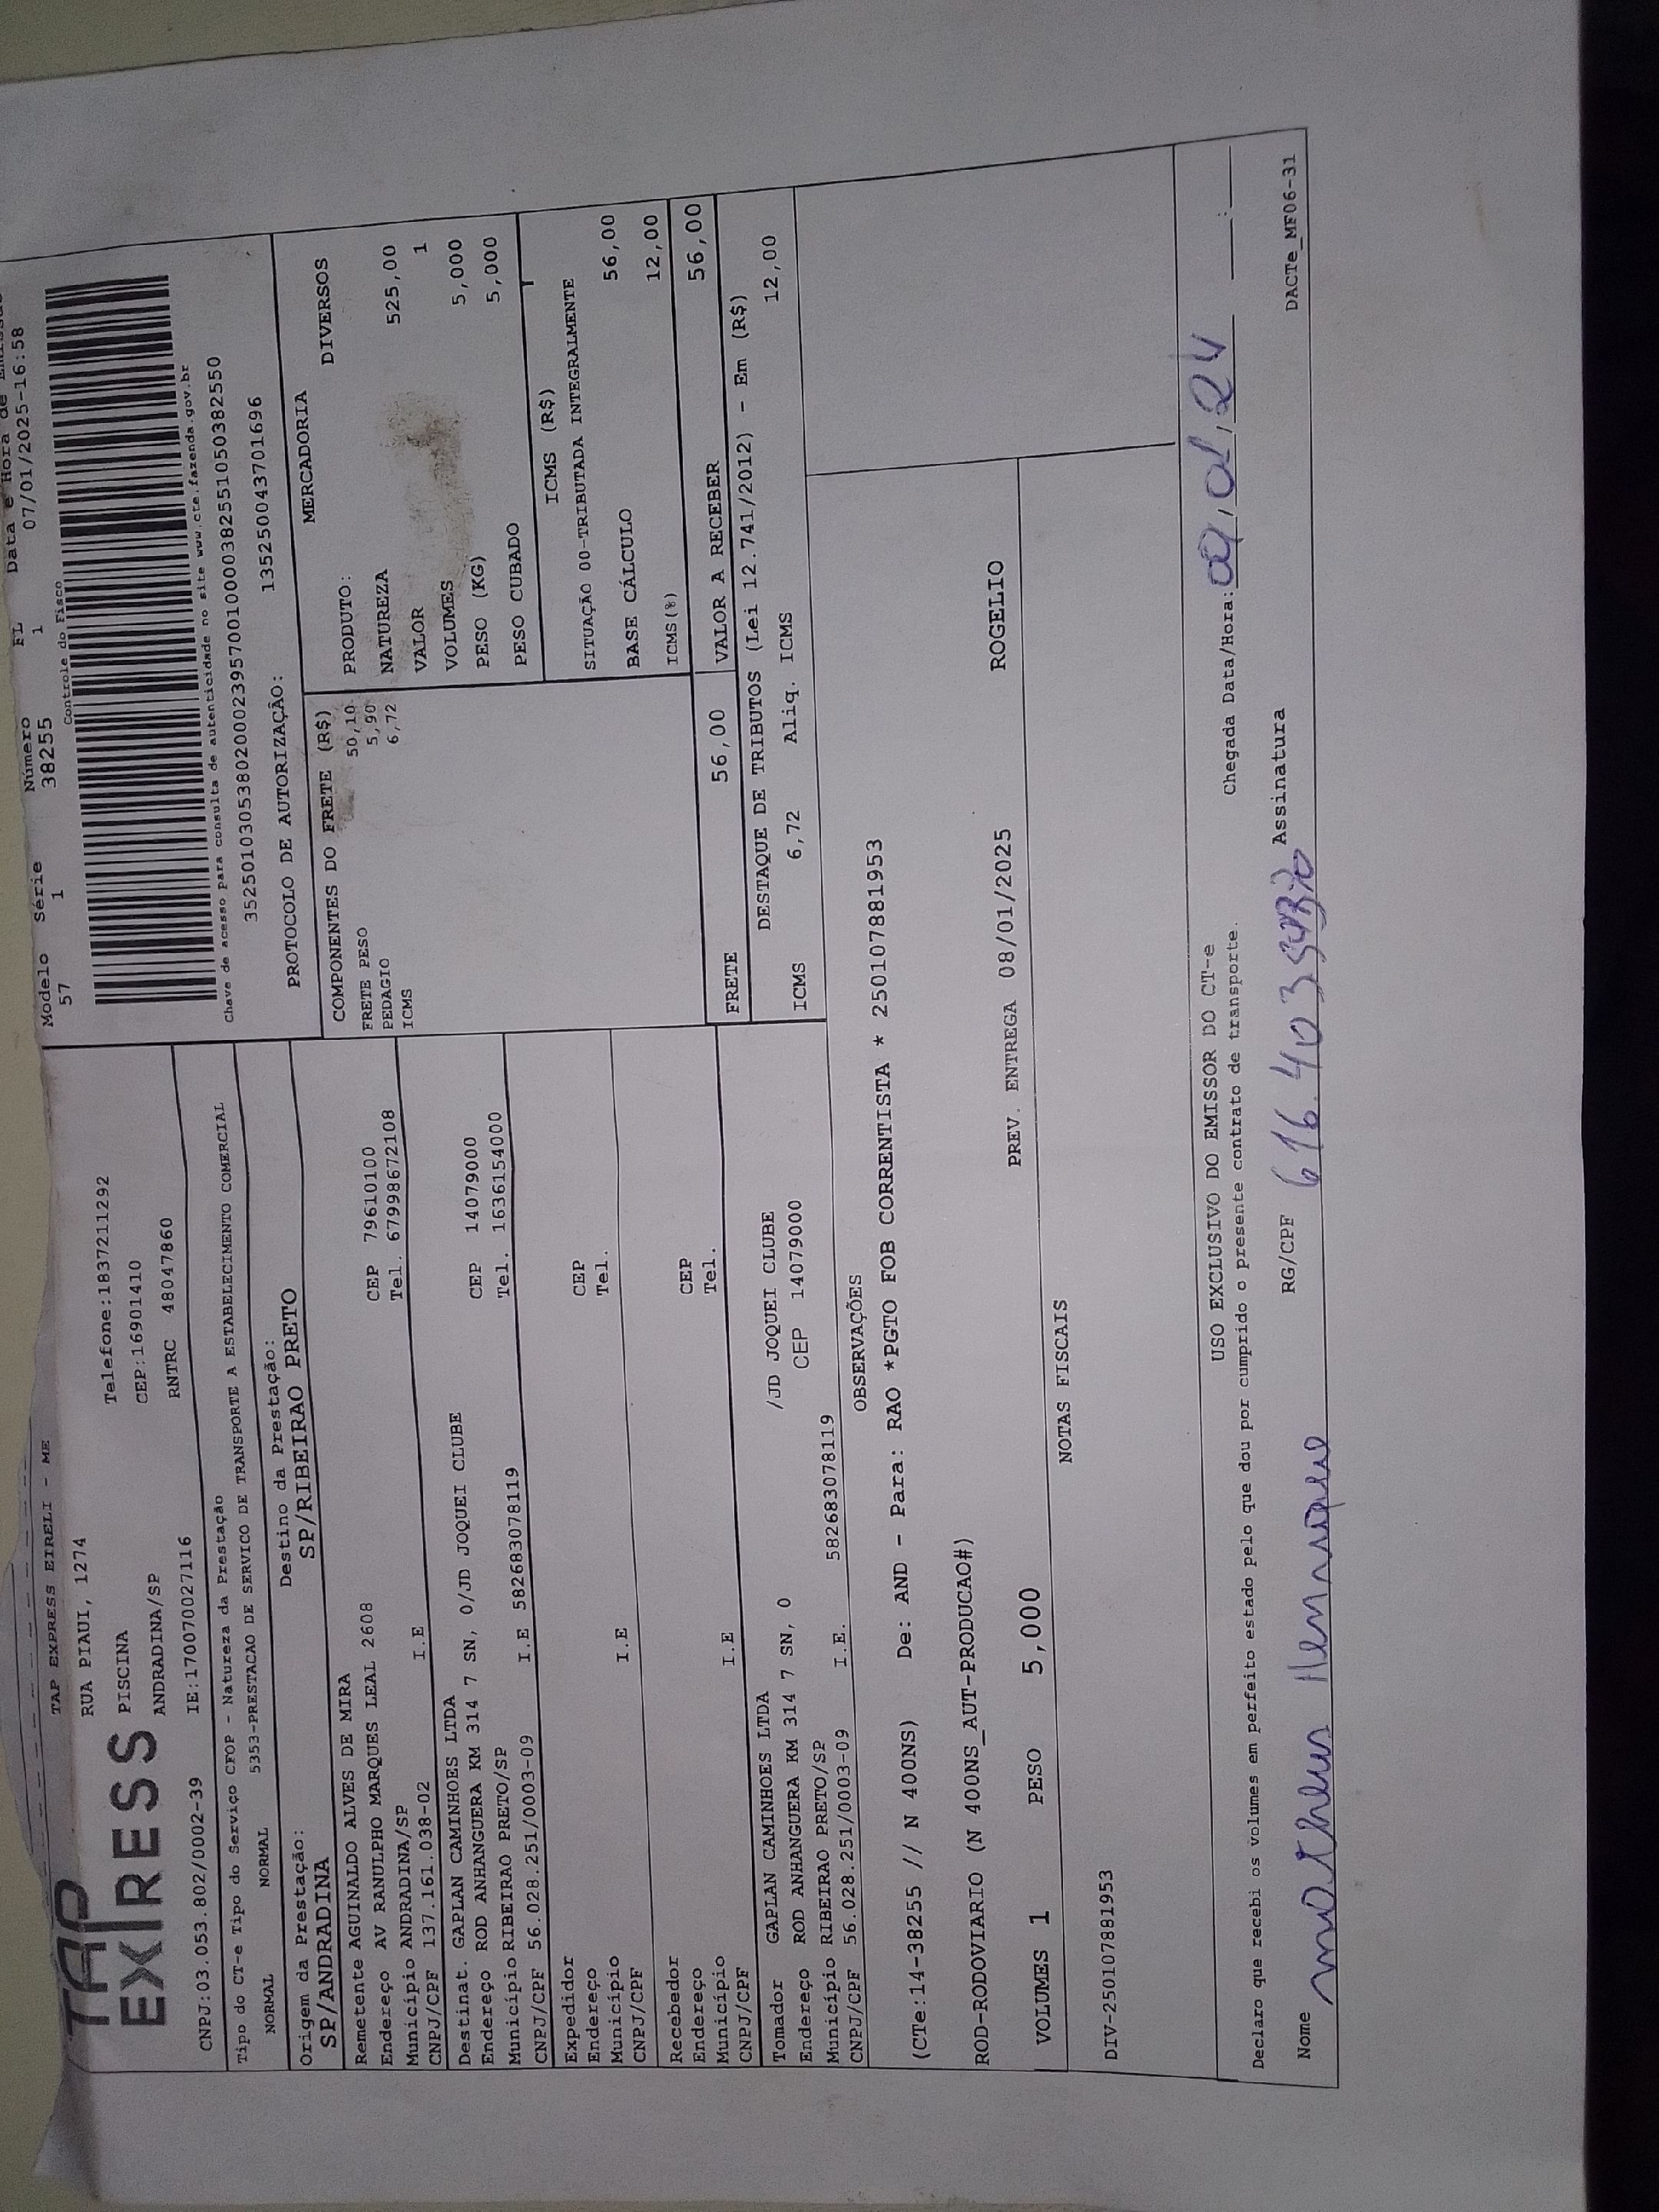 TAP
EXPRESS
TAP EXPRESS EIRELI - ME
RUA PIAUI, 1274
PISCINA
ANDRADINA/SP
Telefone:1837211292
CEP:16901410
CNPJ:03.053.802/0002-39 IE:170070027116 RNTRC 48047860
Tipo do CT-e Tipo do Serviço CFOP - Natureza da Prestação
NORMAL NORMAL 5353-PRESTACAO DE SERVICO DE TRANSPORTE A ESTABELECIMENTO COMERCIAL
Origem da Prestação: Destino da Prestação:
SP/ANDRADINA SP/RIBEIRAO PRETO
Modelo Série Número FL Data e Hora de
57 1 38255 1 07/01/2025-16:58
Controle do Fisco
Chave de acesso para consulta de autenticidade no site www.cte.fazenda.gov.br
35250103053802000239570010000382551050382550
PROTOCOLO DE AUTORIZAÇÃO: 135250043701696
Remetente AGUINALDO ALVES DE MIRA
Endereço AV RANULPHO MARQUES LEAL 2608 CEP 79610100
Município ANDRADINA/SP Tel. 67999867 2108
CNPJ/CPF 137.161.038-02 I.E
Destinat. GAPLAN CAMINHOES LTDA
Endereço ROD ANHANGUERA KM 314 7 SN, 0/JD JOQUEI CLUBE CEP 14079000
Município RIBEIRAO PRETO/SP Tel. 1636154000
CNPJ/CPF 56.028.251/0003-09 I.E 582683078119
Expedidor
Endereço CEP
Município Tel.
CNPJ/CPF I.E
Recebedor
Endereço CEP
Município Tel.
CNPJ/CPF I.E
Tomador GAPLAN CAMINHOES LTDA
Endereço ROD ANHANGUERA KM 314 7 SN, 0 /JD JOQUEI CLUBE
Município RIBEIRAO PRETO/SP CEP 14079000
CNPJ/CPF 56.028.251/0003-09 I.E. 582683078119
COMPONENTES DO FRETE (R$)
FRETE PESO 50,10
PEDAGIO 5,90
ICMS 6,72
MERCADORIA
PRODUTO: DIVERSOS
NATUREZA
VALOR 525,00
VOLUMES 1
PESO (KG) 5,000
PESO CUBADO 5,000
ICMS (R$)
SITUAÇÃO 00-TRIBUTADA INTEGRALMENTE
BASE CÁLCULO 56,00
ICMS(%) 12,00
FRETE 56,00 VALOR A RECEBER 56,00
DESTAQUE DE TRIBUTOS (Lei 12.741/2012) - Em (R$)
ICMS 6,72 Aliq. ICMS 12,00
OBSERVAÇÕES
(CTe:14-38255 // N 400NS) De: AND - Para: RAO *PGTO FOB CORRENTISTA * 250107881953
ROD-RODOVIARIO (N 400NS_AUT-PRODUCAO#)
PREV. ENTREGA 08/01/2025 ROGELIO
VOLUMES 1 PESO 5,000
NOTAS FISCAIS
DIV-250107881953
USO EXCLUSIVO DO EMISSOR DO CT-e
Declaro que recebi os volumes em perfeito estado pelo que dou por cumprido o presente contrato de transporte. Chegada Data/Hora: 09,01,24 :
Nome Matheus Henrique RG/CPF Assinatura
DACTe_MF06-31